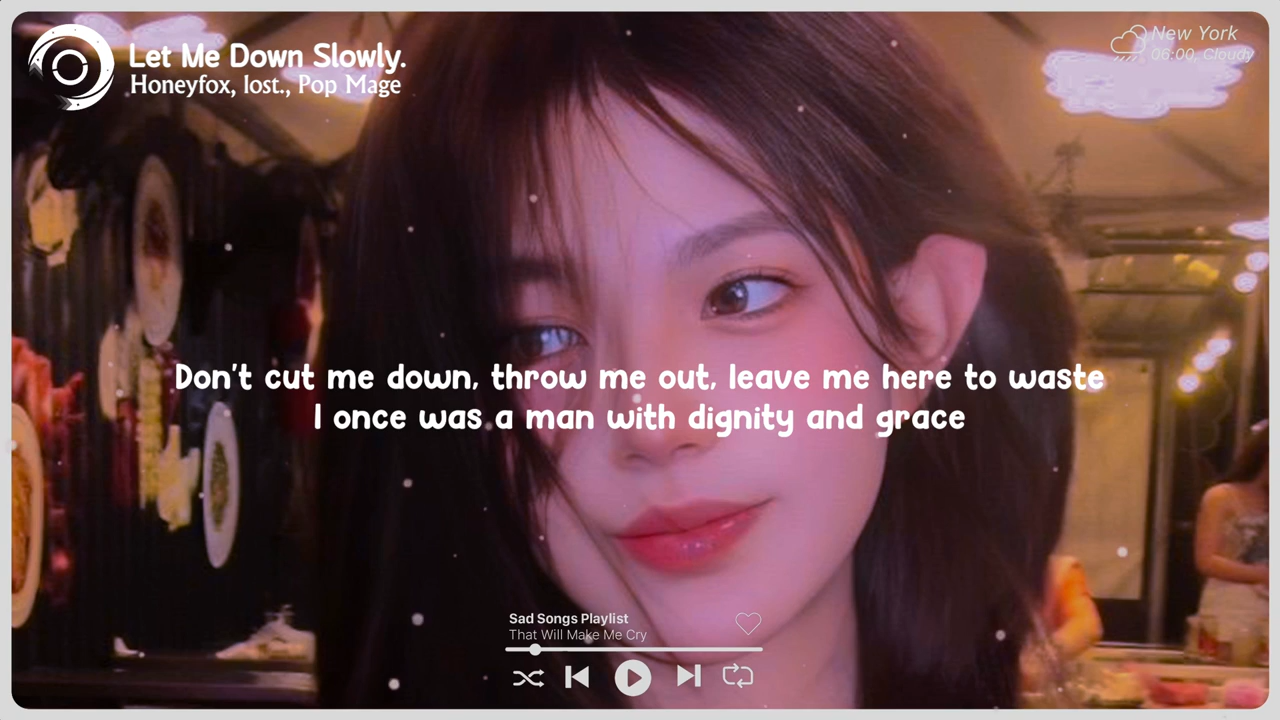 Let Me Down Slowly.
Honeyfox, lost., Pop Mage
New York
06:00, Cloudy
Don't cut me down, throw me out, leave me here to waste
I once was a man with dignity and grace
Sad Songs Playlist
That Will Make Me Cry